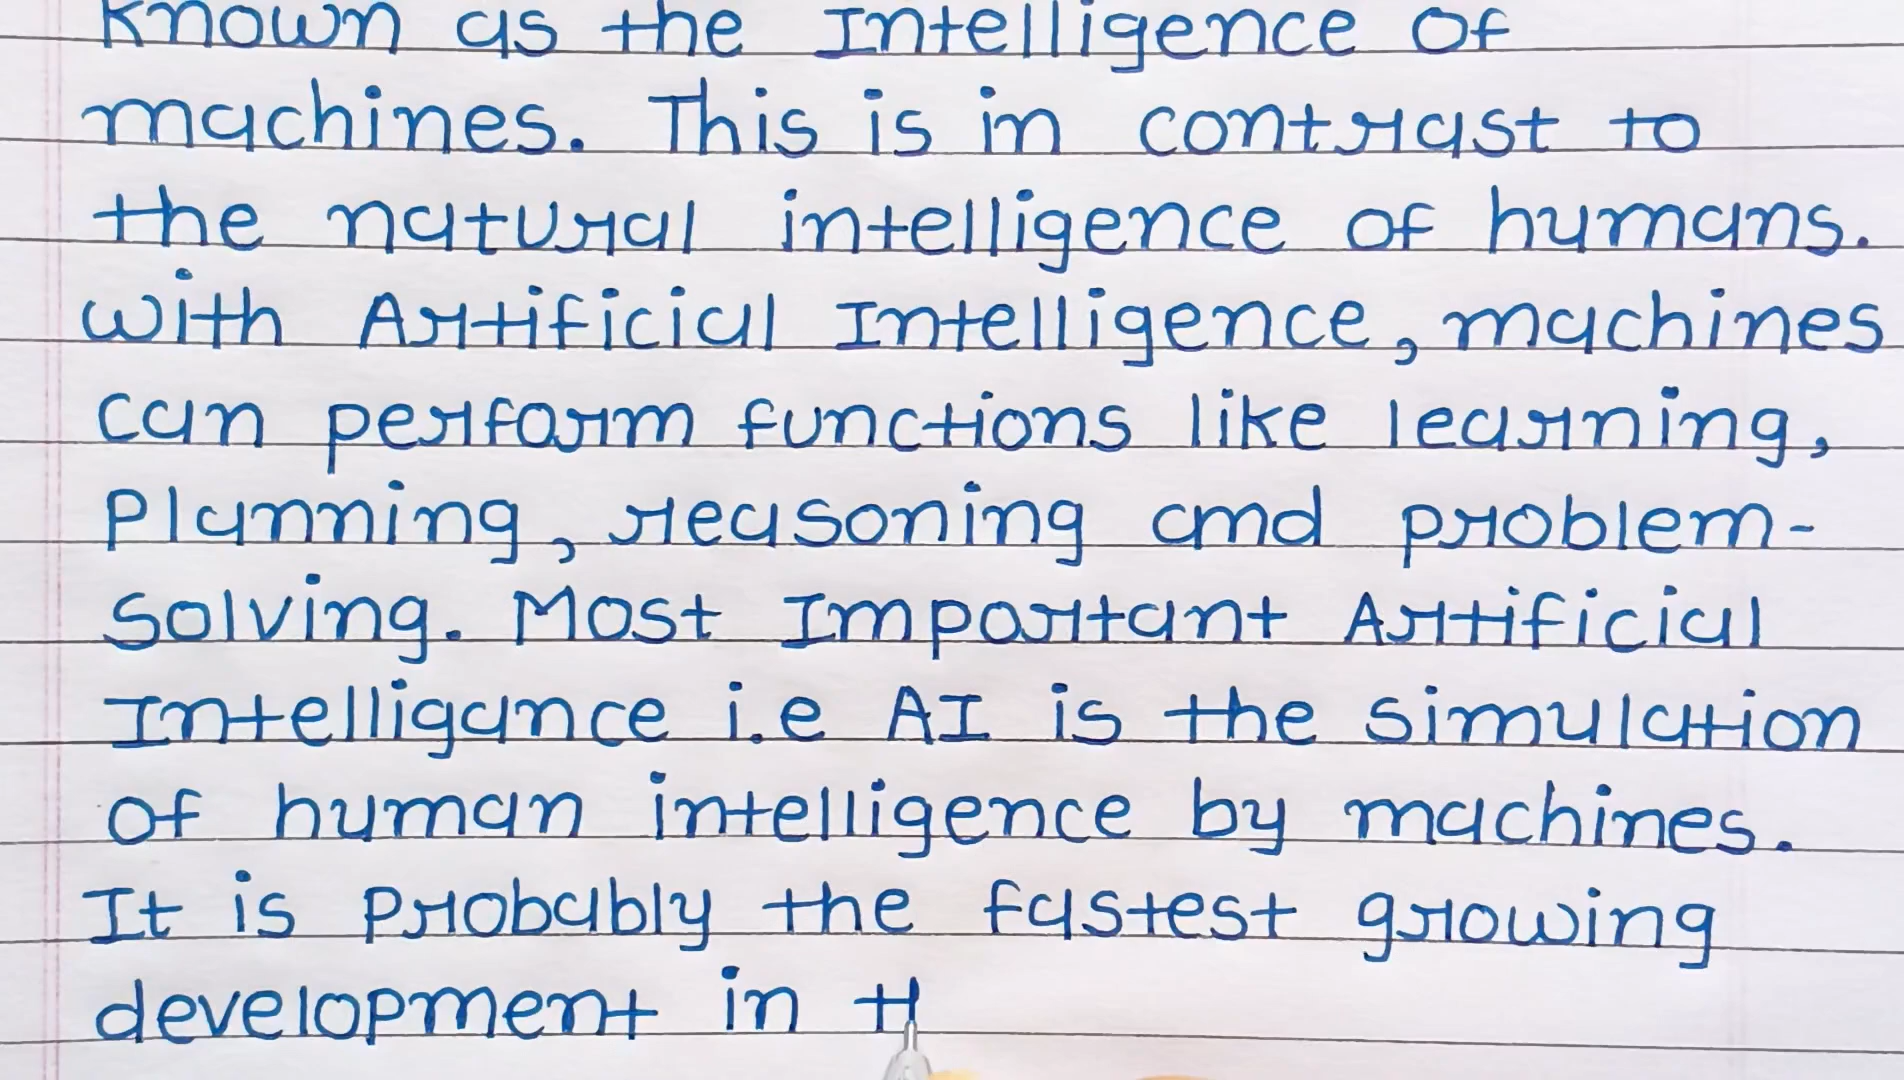 Known as the Intelligence of
machines. This is in contrast to
the natural intelligence of humans.
with Artificial Intelligence, machines
can perform functions like learning,
Planning, reasoning and problem-
solving. Most Important Artificial
Intelligance i.e AI is the simulation
of human intelligence by machines.
It is Probably the fastest growing
development in